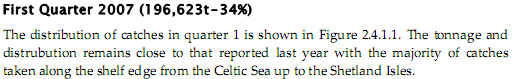 First Quarter 2007 (196,623t-34%)
The distribution of catches in quarter 1 is shown in Figure 2.4.1.1. The tonnage and
distrubution remains close to that reported last year with the majority of catches
taken along the shelf edge from the Celtic Sea up to the Shetland Isles.